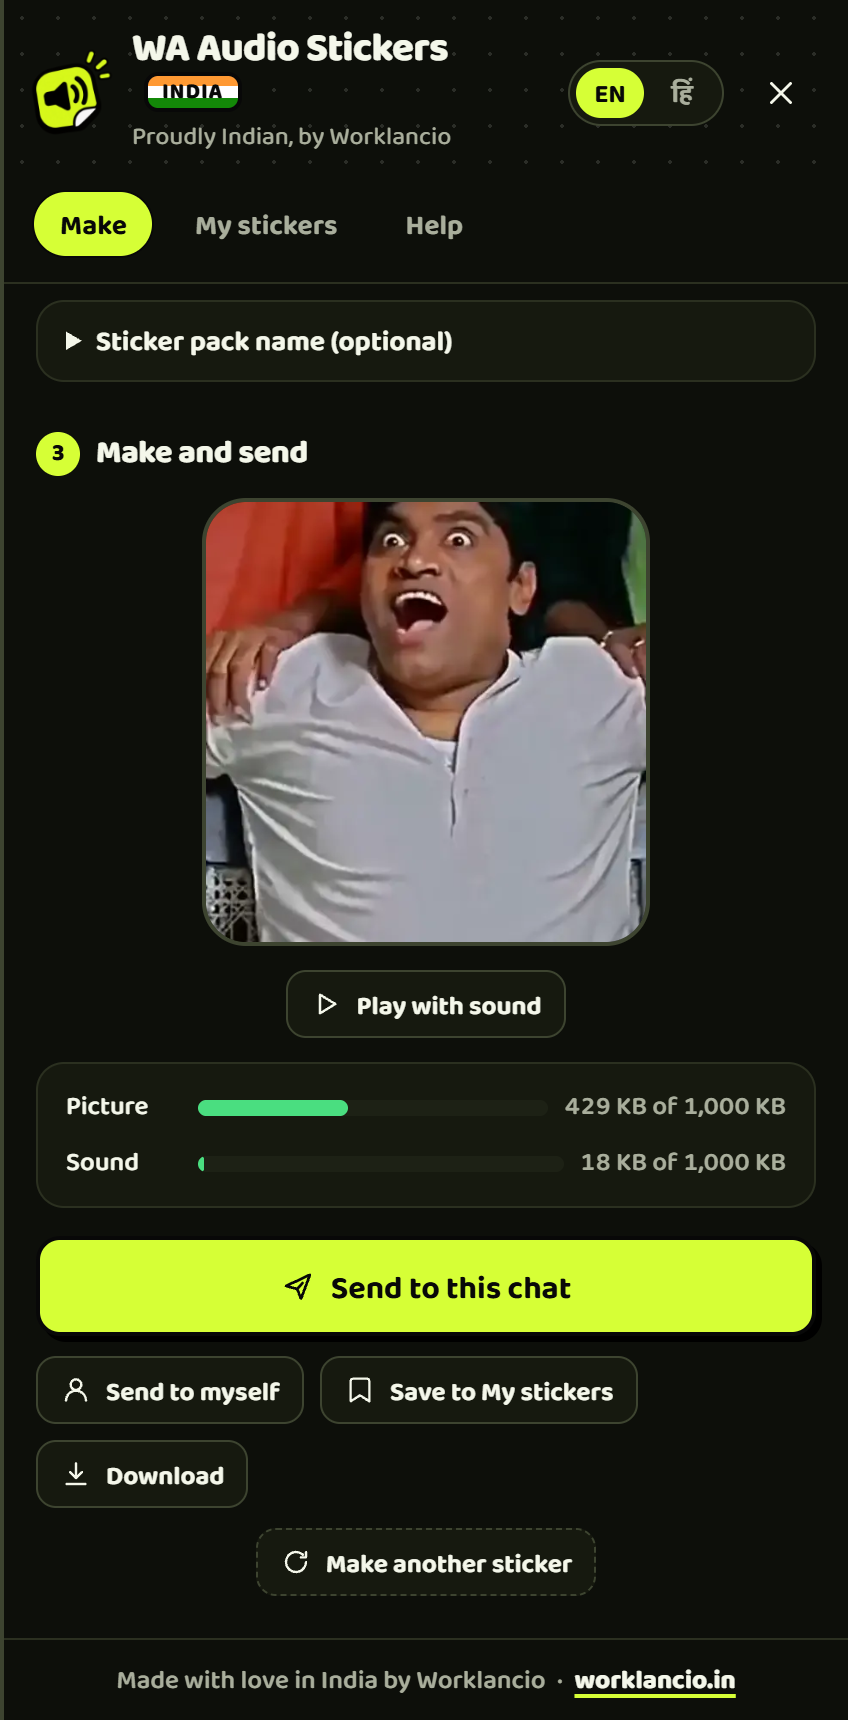 WA Audio Stickers
INDIA
Proudly Indian, by Worklancio
EN हिं
Make My stickers Help
Sticker pack name (optional)
3 Make and send
Play with sound
Picture 429 KB of 1,000 KB
Sound 18 KB of 1,000 KB
Send to this chat
Send to myself Save to My stickers
Download
Make another sticker
Made with love in India by Worklancio · worklancio.in